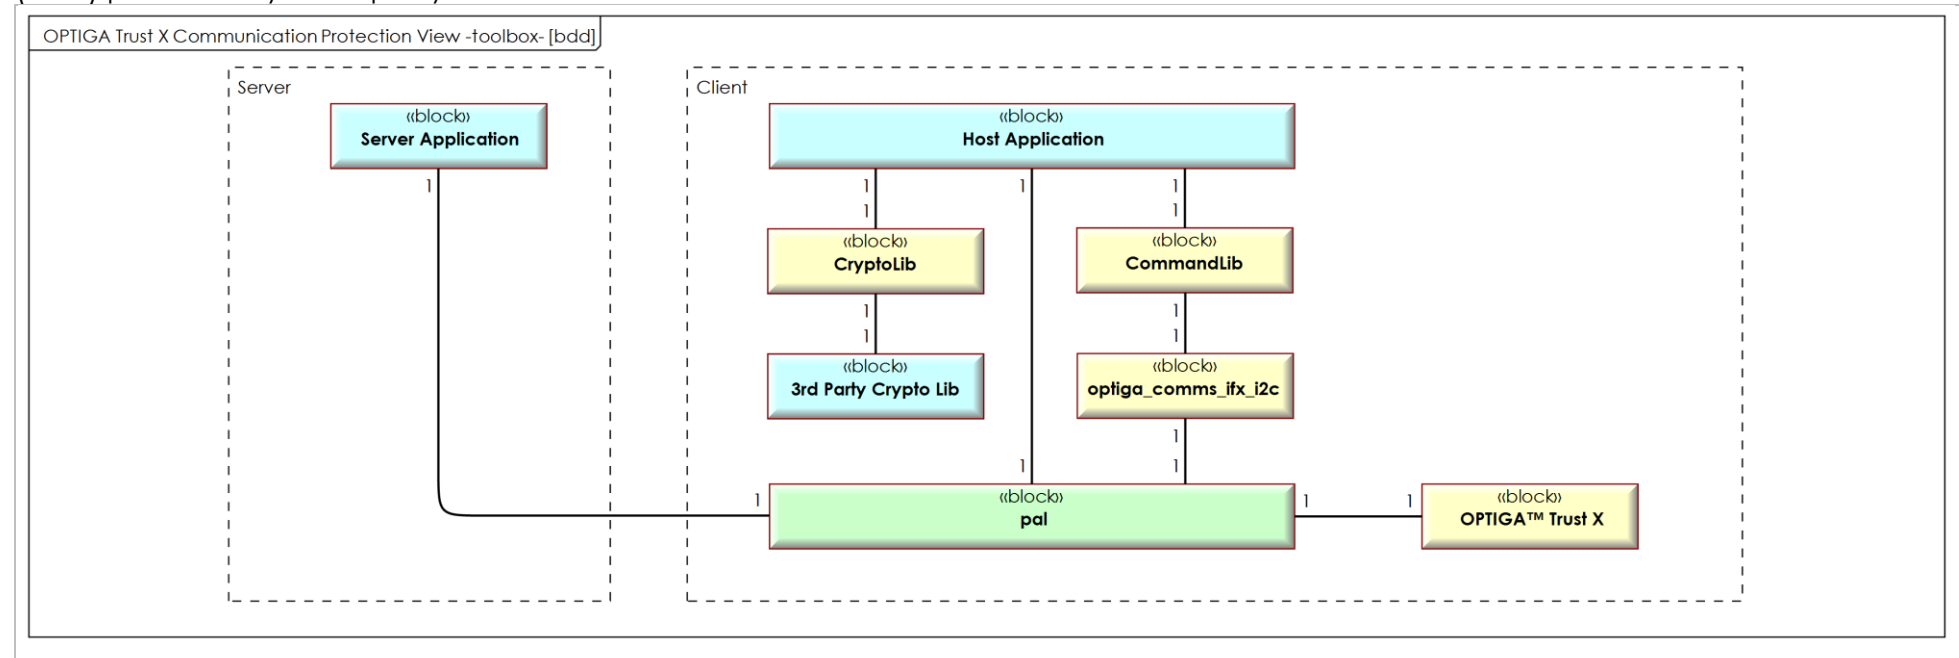 OPTIGA Trust X Communication Protection View -toolbox- [bdd]
Server
Client
«block»
Server Application
«block»
Host Application
1
1
1
1
1
1
«block»
CryptoLib
«block»
CommandLib
1
1
1
1
«block»
3rd Party Crypto Lib
«block»
optiga_comms_ifx_i2c
1
1
1
1
1
1
«block»
pal
«block»
OPTIGA™ Trust X